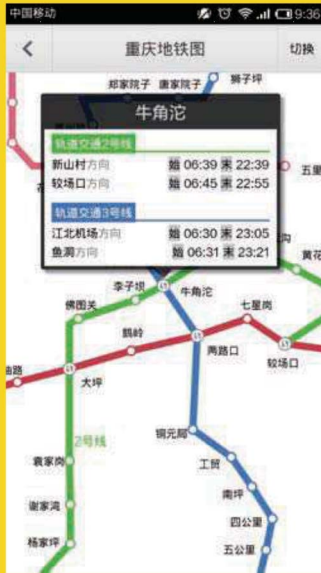 中国移动
9:36
重庆地铁图
切换
郑家院子 唐家院子 狮子坪
牛角沱
轨道交通2号线
新山村方向 始 06:39 末 22:39
较场口方向 始 06:45 末 22:55
轨道交通3号线
江北机场方向 始 06:30 末 23:05
鱼洞方向 始 06:31 末 23:21
五里
沟
黄花
李子坝
牛角沱
佛图关
七星岗
鹅岭
两路口
较场口
油路
大坪
2号线
铜元局
袁家岗
工贸
谢家湾
南坪
四公里
杨家坪
五公里